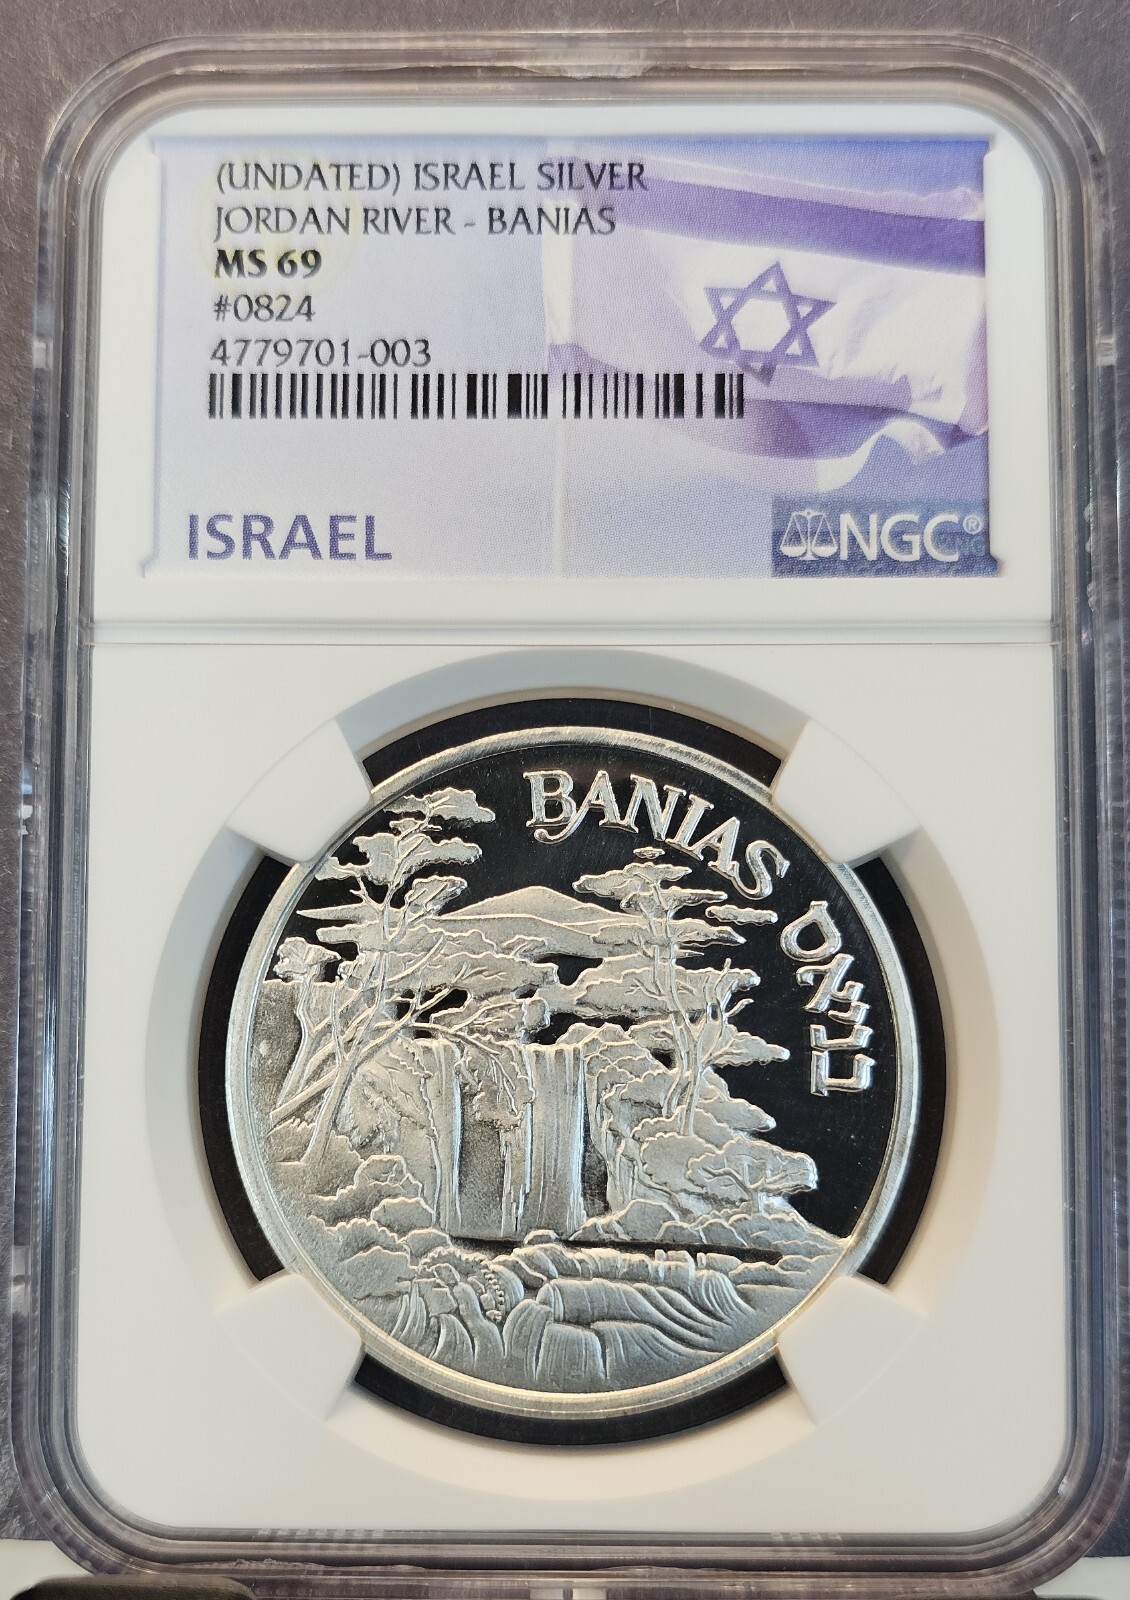 (UNDATED) ISRAEL SILVER
JORDAN RIVER - BANIAS
MS 69
#0824
4779701-003
ISRAEL
NGC®
BANIAS
בניאס